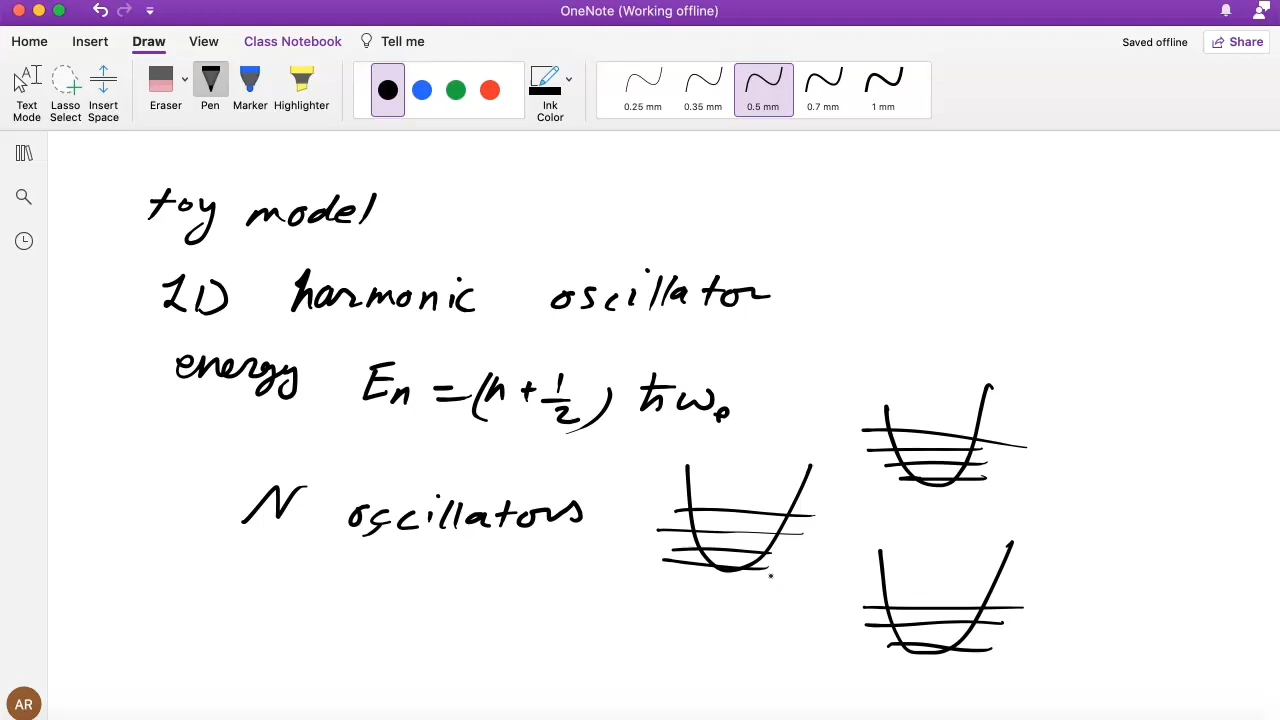 OneNote (Working offline)
Home Insert Draw View Class Notebook Tell me
Saved offline Share
Text Mode Lasso Select Insert Space Eraser Pen Marker Highlighter Ink Color 0.25 mm 0.35 mm 0.5 mm 0.7 mm 1 mm
toy model
1D harmonic oscillator
energy En = (n + 1/2) ħω₀
N oscillators
AR